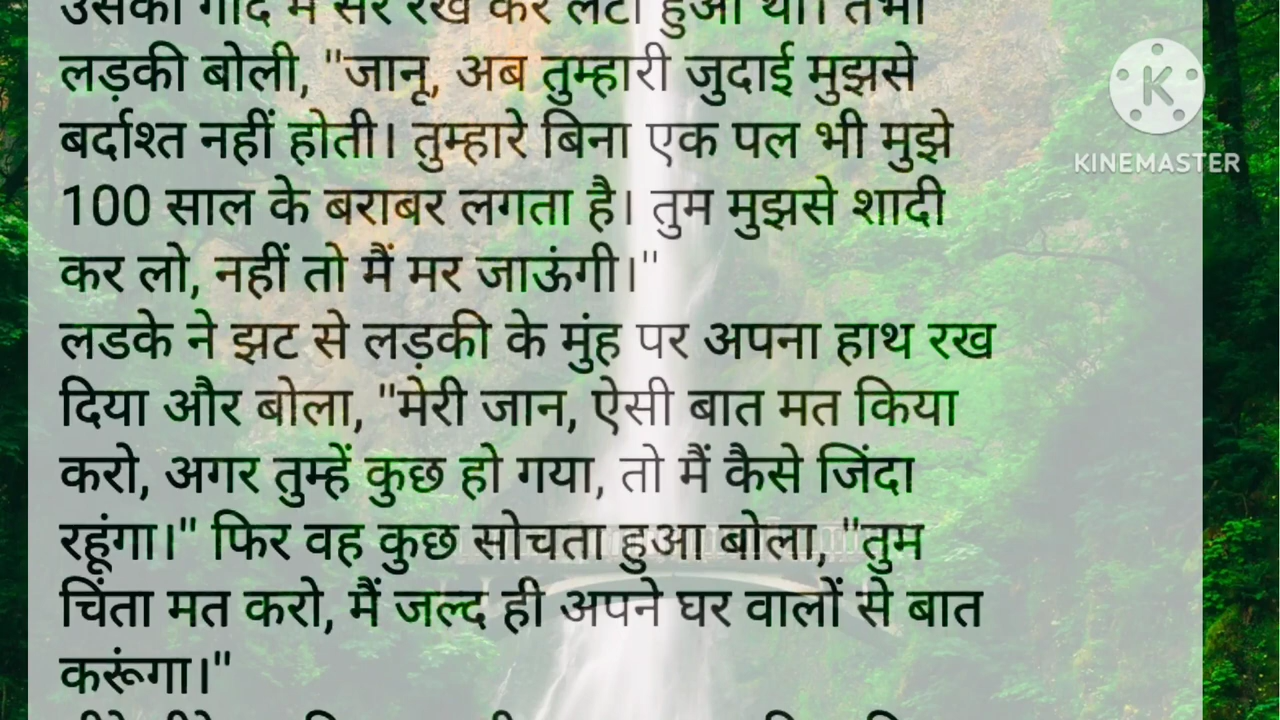 उसकी गोद में सर रख कर लेटा हुआ था। तभी
लड़की बोली, "जानू, अब तुम्हारी जुदाई मुझसे
बर्दाश्त नहीं होती। तुम्हारे बिना एक पल भी मुझे
100 साल के बराबर लगता है। तुम मुझसे शादी
कर लो, नहीं तो मैं मर जाऊंगी।"
लडके ने झट से लड़की के मुंह पर अपना हाथ रख
दिया और बोला, "मेरी जान, ऐसी बात मत किया
करो, अगर तुम्हें कुछ हो गया, तो मैं कैसे जिंदा
रहूंगा।" फिर वह कुछ सोचता हुआ बोला,"तुम
चिंता मत करो, मैं जल्द ही अपने घर वालों से बात
करूंगा।"
K
KINEMASTER